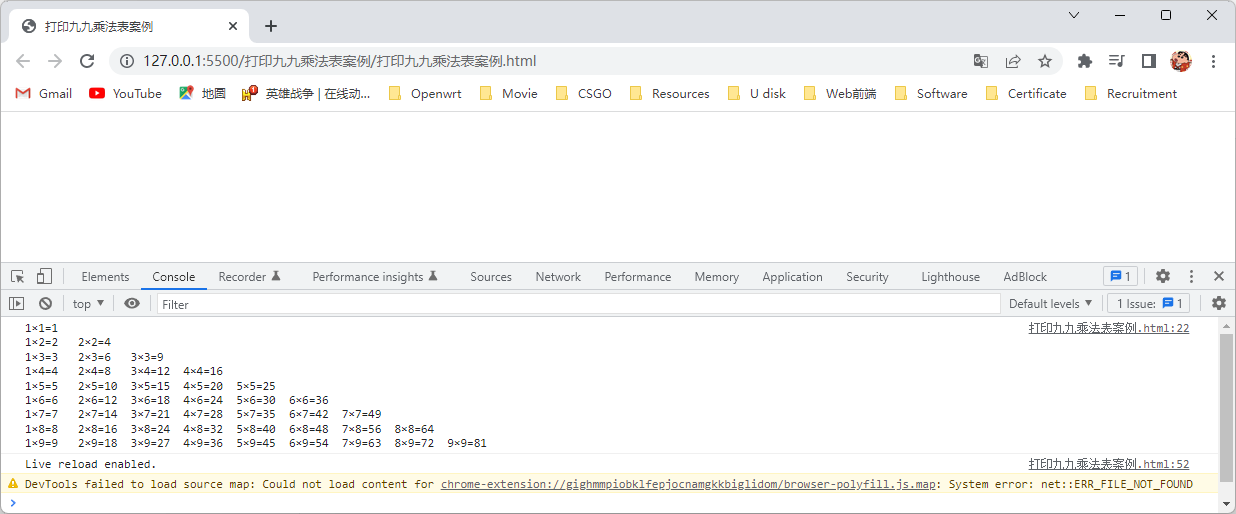 打印九九乘法表案例
127.0.0.1:5500/打印九九乘法表案例/打印九九乘法表案例.html
Gmail YouTube 地图 英雄战争 | 在线动... Openwrt Movie CSGO Resources U disk Web前端 Software Certificate Recruitment
Elements Console Recorder Performance insights Sources Network Performance Memory Application Security Lighthouse AdBlock 1
top Filter Default levels 1 Issue: 1
1×1=1 打印九九乘法表案例.html:22
1×2=2 2×2=4
1×3=3 2×3=6 3×3=9
1×4=4 2×4=8 3×4=12 4×4=16
1×5=5 2×5=10 3×5=15 4×5=20 5×5=25
1×6=6 2×6=12 3×6=18 4×6=24 5×6=30 6×6=36
1×7=7 2×7=14 3×7=21 4×7=28 5×7=35 6×7=42 7×7=49
1×8=8 2×8=16 3×8=24 4×8=32 5×8=40 6×8=48 7×8=56 8×8=64
1×9=9 2×9=18 3×9=27 4×9=36 5×9=45 6×9=54 7×9=63 8×9=72 9×9=81
Live reload enabled. 打印九九乘法表案例.html:52
DevTools failed to load source map: Could not load content for chrome-extension://gighmmpiobklfepjocnamgkkbiglidom/browser-polyfill.js.map: System error: net::ERR_FILE_NOT_FOUND